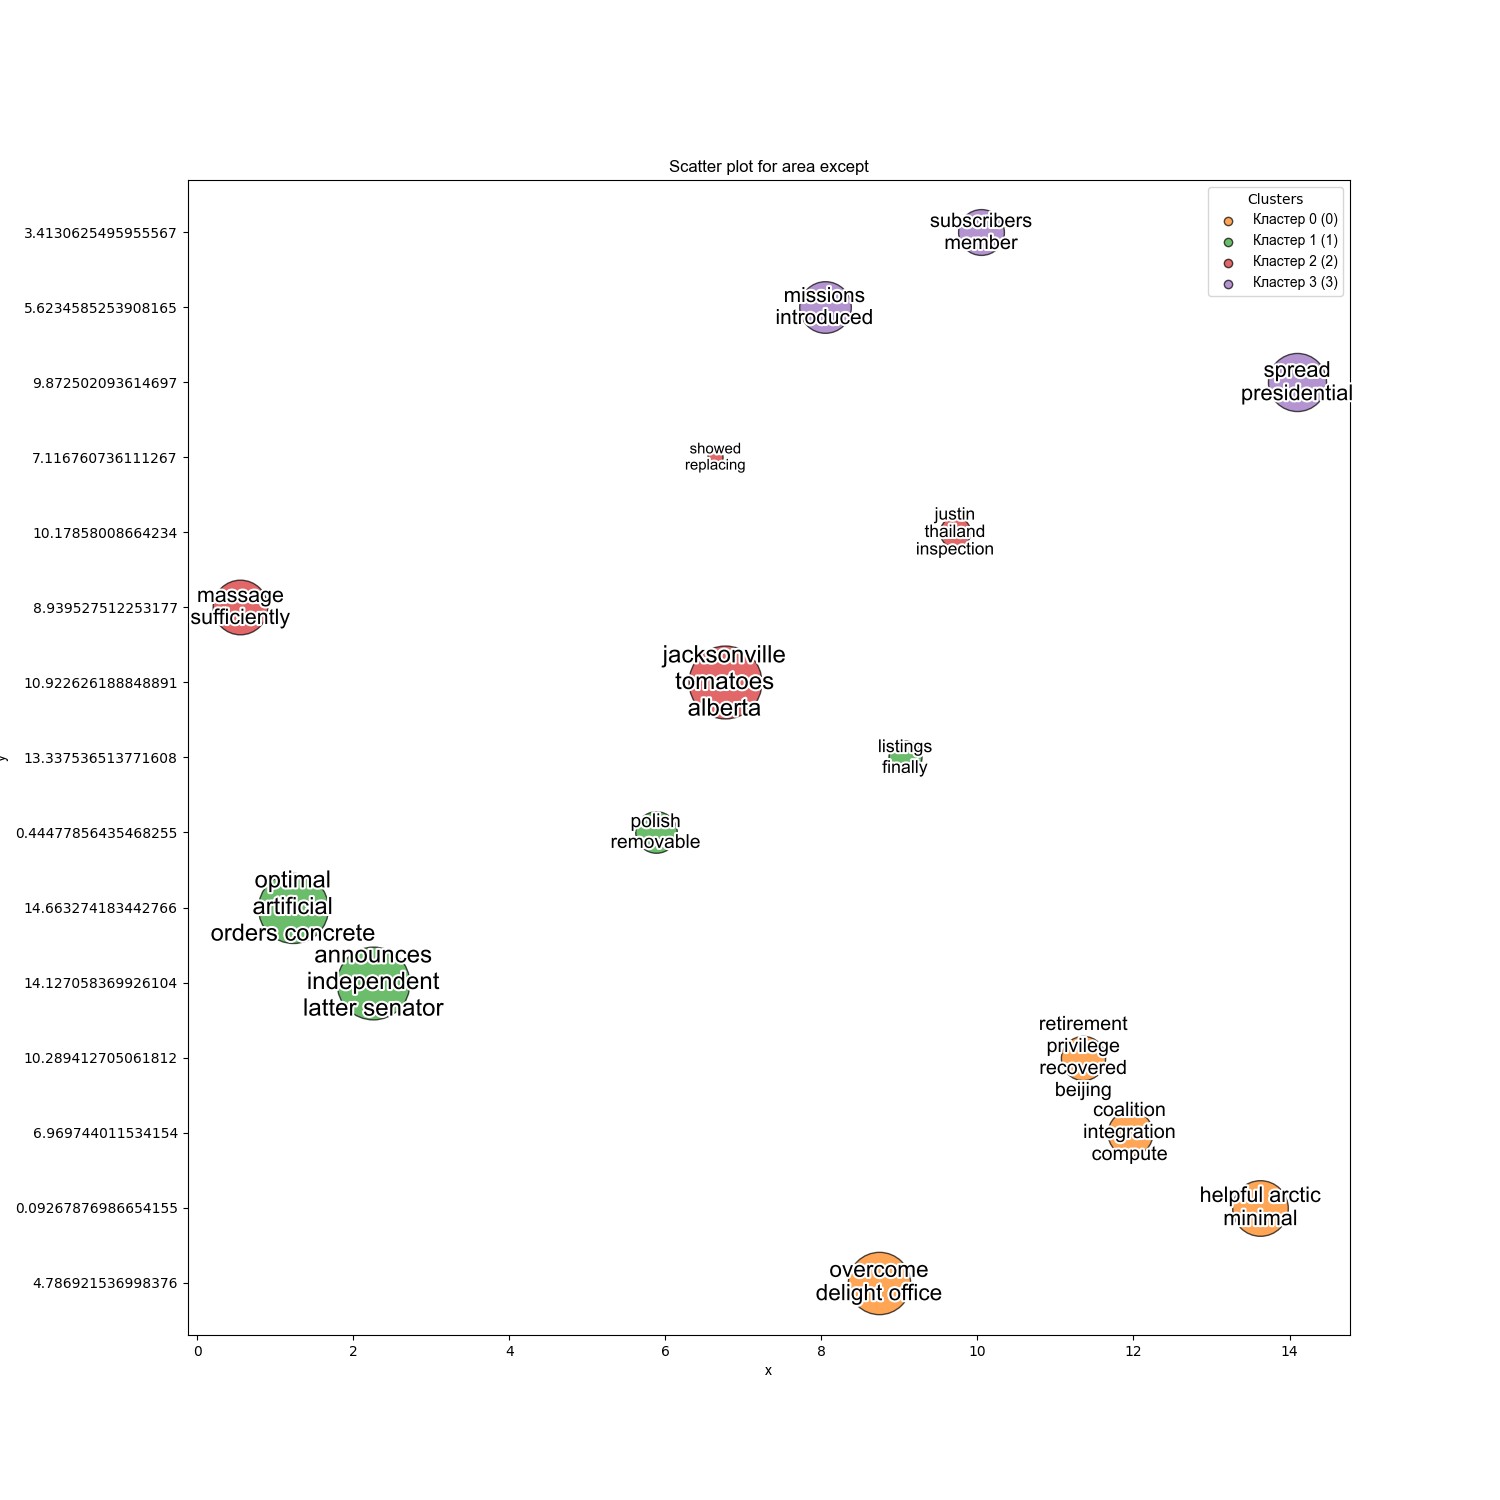 Scatter plot for area except
Clusters
Кластер 0 (0)
Кластер 1 (1)
Кластер 2 (2)
Кластер 3 (3)
3.4130625495955567
5.6234585253908165
9.872502093614697
7.116760736111267
10.17858008664234
8.939527512253177
10.922626188848891
13.337536513771608
0.44477856435468255
14.663274183442766
14.127058369926104
10.289412705061812
6.969744011534154
0.09267876986654155
4.786921536998376
y
subscribers
member
missions
introduced
spread
presidential
showed
replacing
justin
thailand
inspection
massage
sufficiently
jacksonville
tomatoes
alberta
listings
finally
polish
removable
optimal
artificial
orders concrete
announces
independent
latter senator
retirement
privilege
recovered
beijing
coalition
integration
compute
helpful arctic
minimal
overcome
delight office
0 2 4 6 8 10 12 14
x